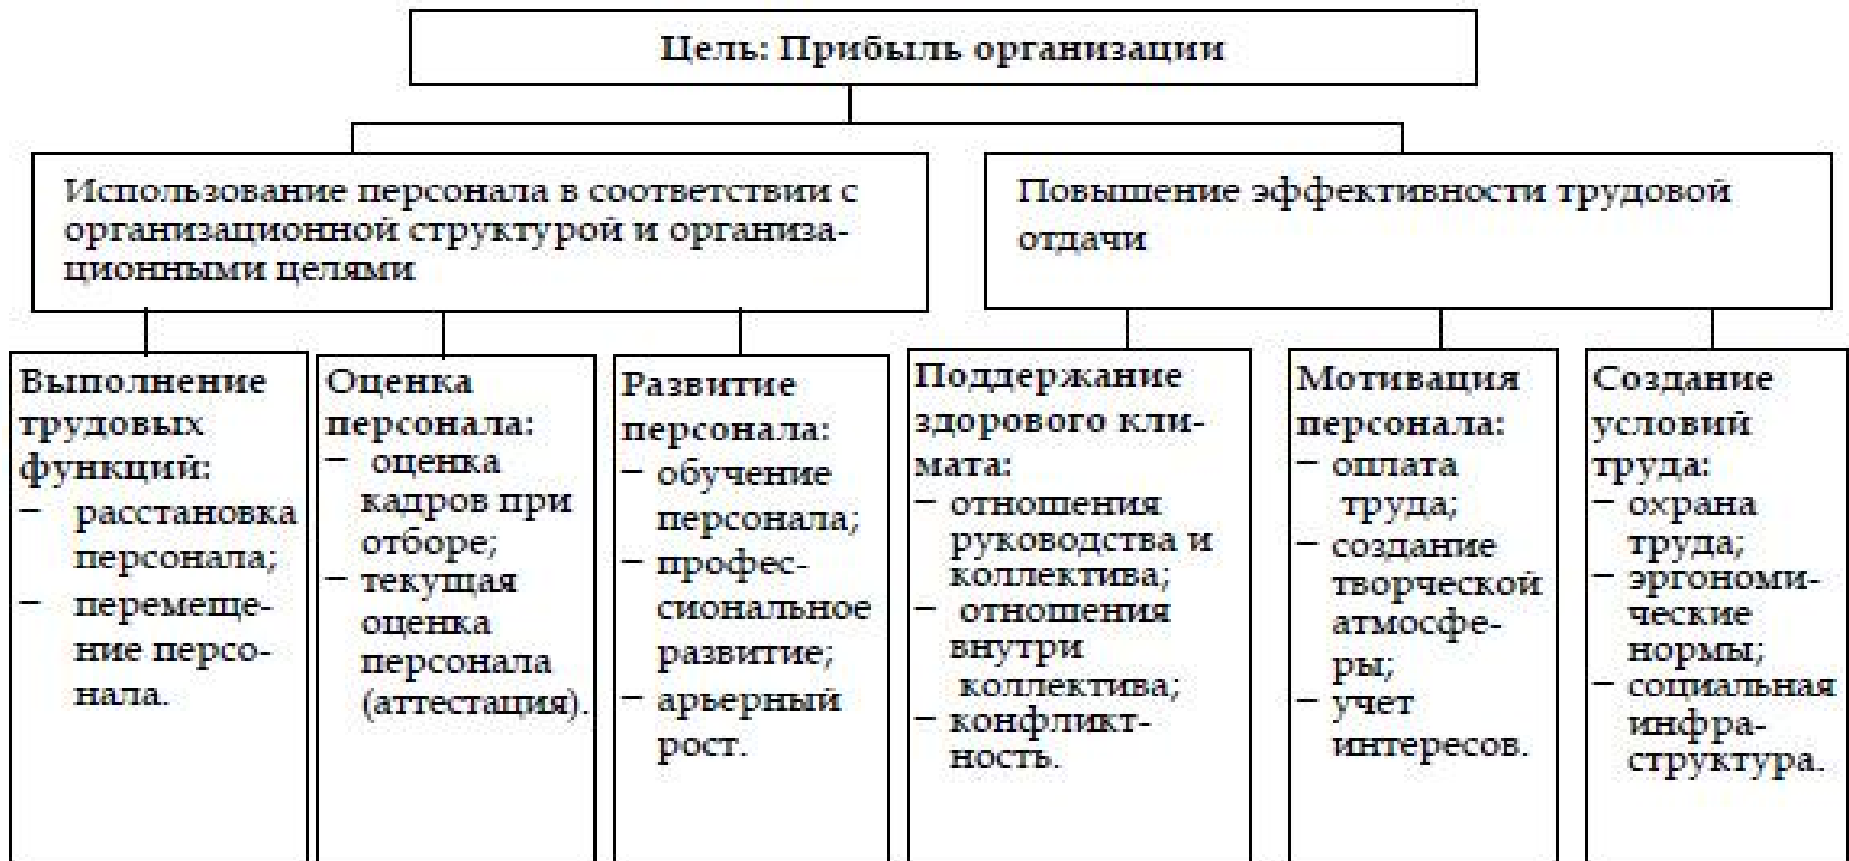 Цель: Прибыль организации
Использование персонала в соответствии с
организационной структурой и организа-
ционными целями
Повышение эффективности трудовой
отдачи
Выполнение
трудовых
функций:
– расстановка
персонала;
– перемеще-
ние персо-
нала.
Оценка
персонала:
– оценка
кадров при
отборе;
– текущая
оценка
персонала
(аттестация).
Развитие
персонала:
– обучение
персонала;
– профес-
сиональное
развитие;
– арьерный
рост.
Поддержание
здорового кли-
мата:
– отношения
руководства и
коллектива;
– отношения
внутри
коллектива;
– конфликт-
ность.
Мотивация
персонала:
– оплата
труда;
– создание
творческой
атмосфе-
ры;
– учет
интересов.
Создание
условий
труда:
– охрана
труда;
– эргономи-
ческие
нормы;
– социальная
инфра-
структура.